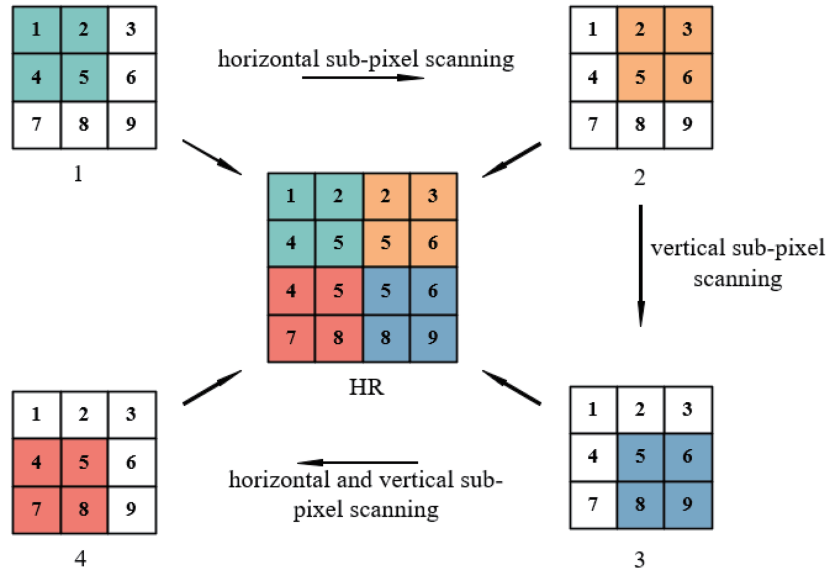 1 2 3
4 5 6
7 8 9
1
horizontal sub-pixel scanning
1 2 3
4 5 6
7 8 9
2
1 2 2 3
4 5 5 6
4 5 5 6
7 8 8 9
HR
vertical sub-pixel
scanning
1 2 3
4 5 6
7 8 9
4
horizontal and vertical sub-
pixel scanning
1 2 3
4 5 6
7 8 9
3